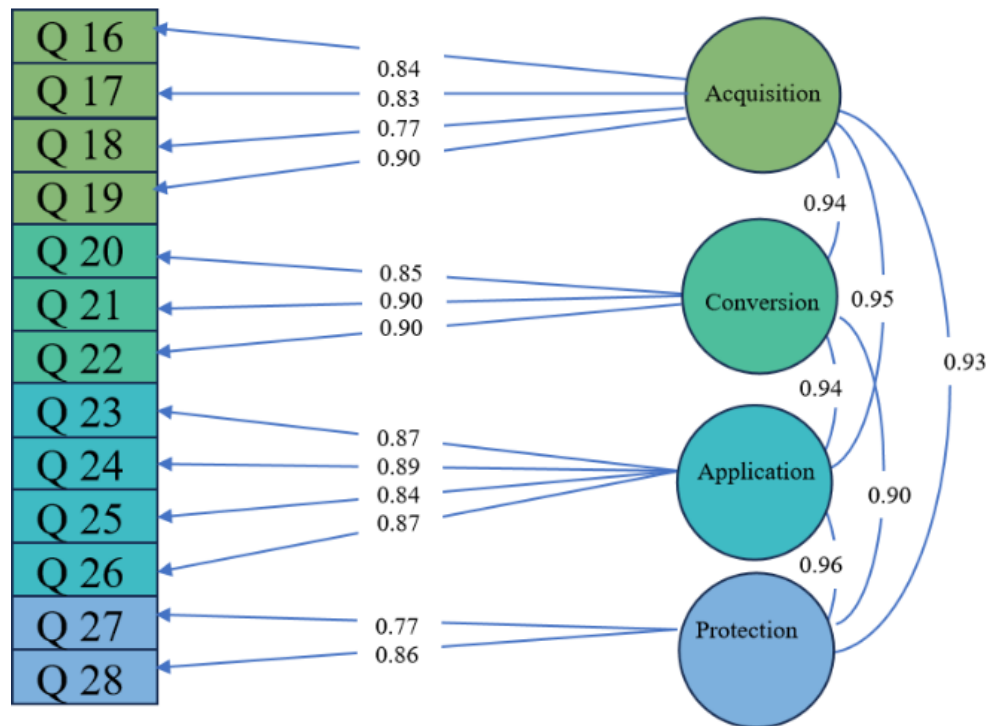 Q 16
Q 17
Q 18
Q 19
Q 20
Q 21
Q 22
Q 23
Q 24
Q 25
Q 26
Q 27
Q 28
0.84
0.83
0.77
0.90
0.85
0.90
0.90
0.87
0.89
0.84
0.87
0.77
0.86
Acquisition
Conversion
Application
Protection
0.94
0.95
0.93
0.94
0.90
0.96